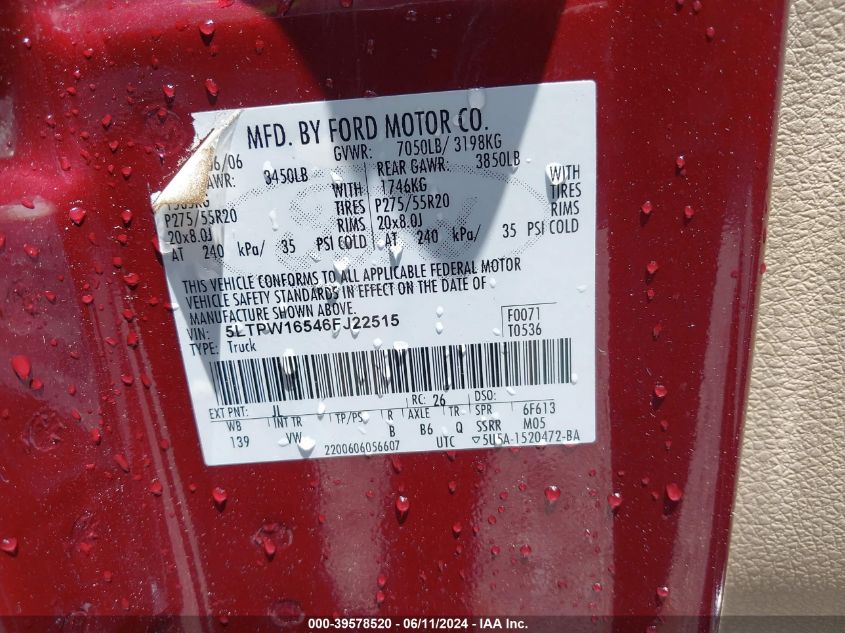 MFD. BY FORD MOTOR CO.
6/06 GVWR: 7050LB/ 3198KG
AWR: 3450LB REAR GAWR: 3850LB
WITH 1746KG WITH
P275/55R20 TIRES P275/55R20 TIRES
20x8.0J RIMS 20x8.0J RIMS
AT 240 kPa/ 35 PSI COLD AT 240 kPa/ 35 PSI COLD
THIS VEHICLE CONFORMS TO ALL APPLICABLE FEDERAL MOTOR
VEHICLE SAFETY STANDARDS IN EFFECT ON THE DATE OF
MANUFACTURE SHOWN ABOVE.
VIN: 5LTPW16546FJ22515 F0071
TYPE: Truck T0536
EXT PNT: JL RC: 26 DSO:
WB INT TR TP/PS R AXLE TR SPR 6F613
139 VW B B6 Q SSRR M05
2200606056607 UTC ▽5U5A-1520472-BA
000-39578520 - 06/11/2024 - IAA Inc.